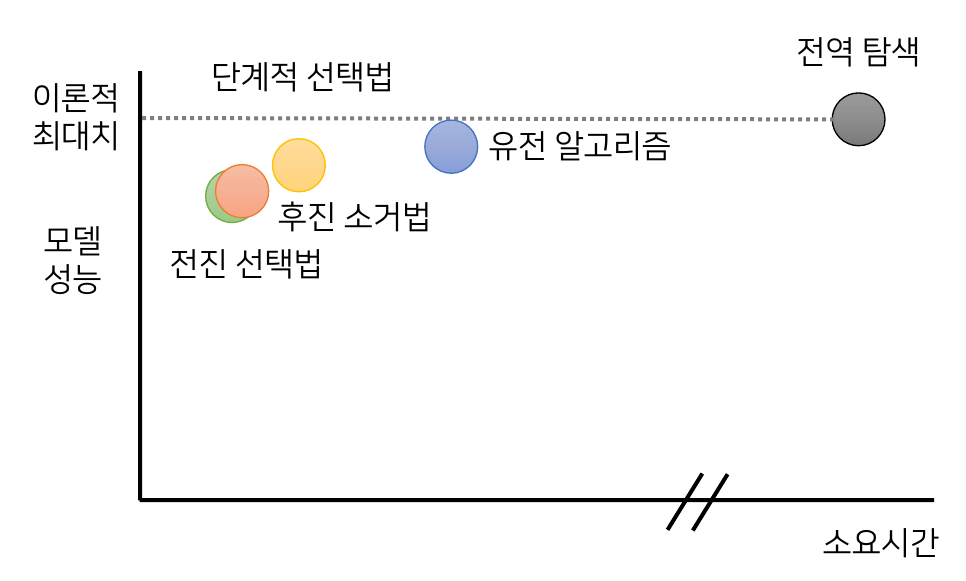 전역 탐색
단계적 선택법
이론적
최대치
유전 알고리즘
후진 소거법
모델
성능
전진 선택법
소요시간